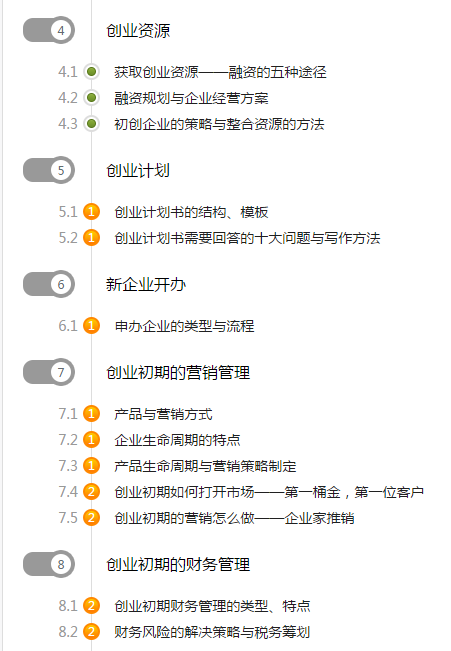 4 创业资源
4.1 获取创业资源——融资的五种途径
4.2 融资规划与企业经营方案
4.3 初创企业的策略与整合资源的方法
5 创业计划
5.1 1 创业计划书的结构、模板
5.2 1 创业计划书需要回答的十大问题与写作方法
6 新企业开办
6.1 1 申办企业的类型与流程
7 创业初期的营销管理
7.1 1 产品与营销方式
7.2 1 企业生命周期的特点
7.3 1 产品生命周期与营销策略制定
7.4 2 创业初期如何打开市场——第一桶金，第一位客户
7.5 2 创业初期的营销怎么做——企业家推销
8 创业初期的财务管理
8.1 2 创业初期财务管理的类型、特点
8.2 2 财务风险的解决策略与税务筹划